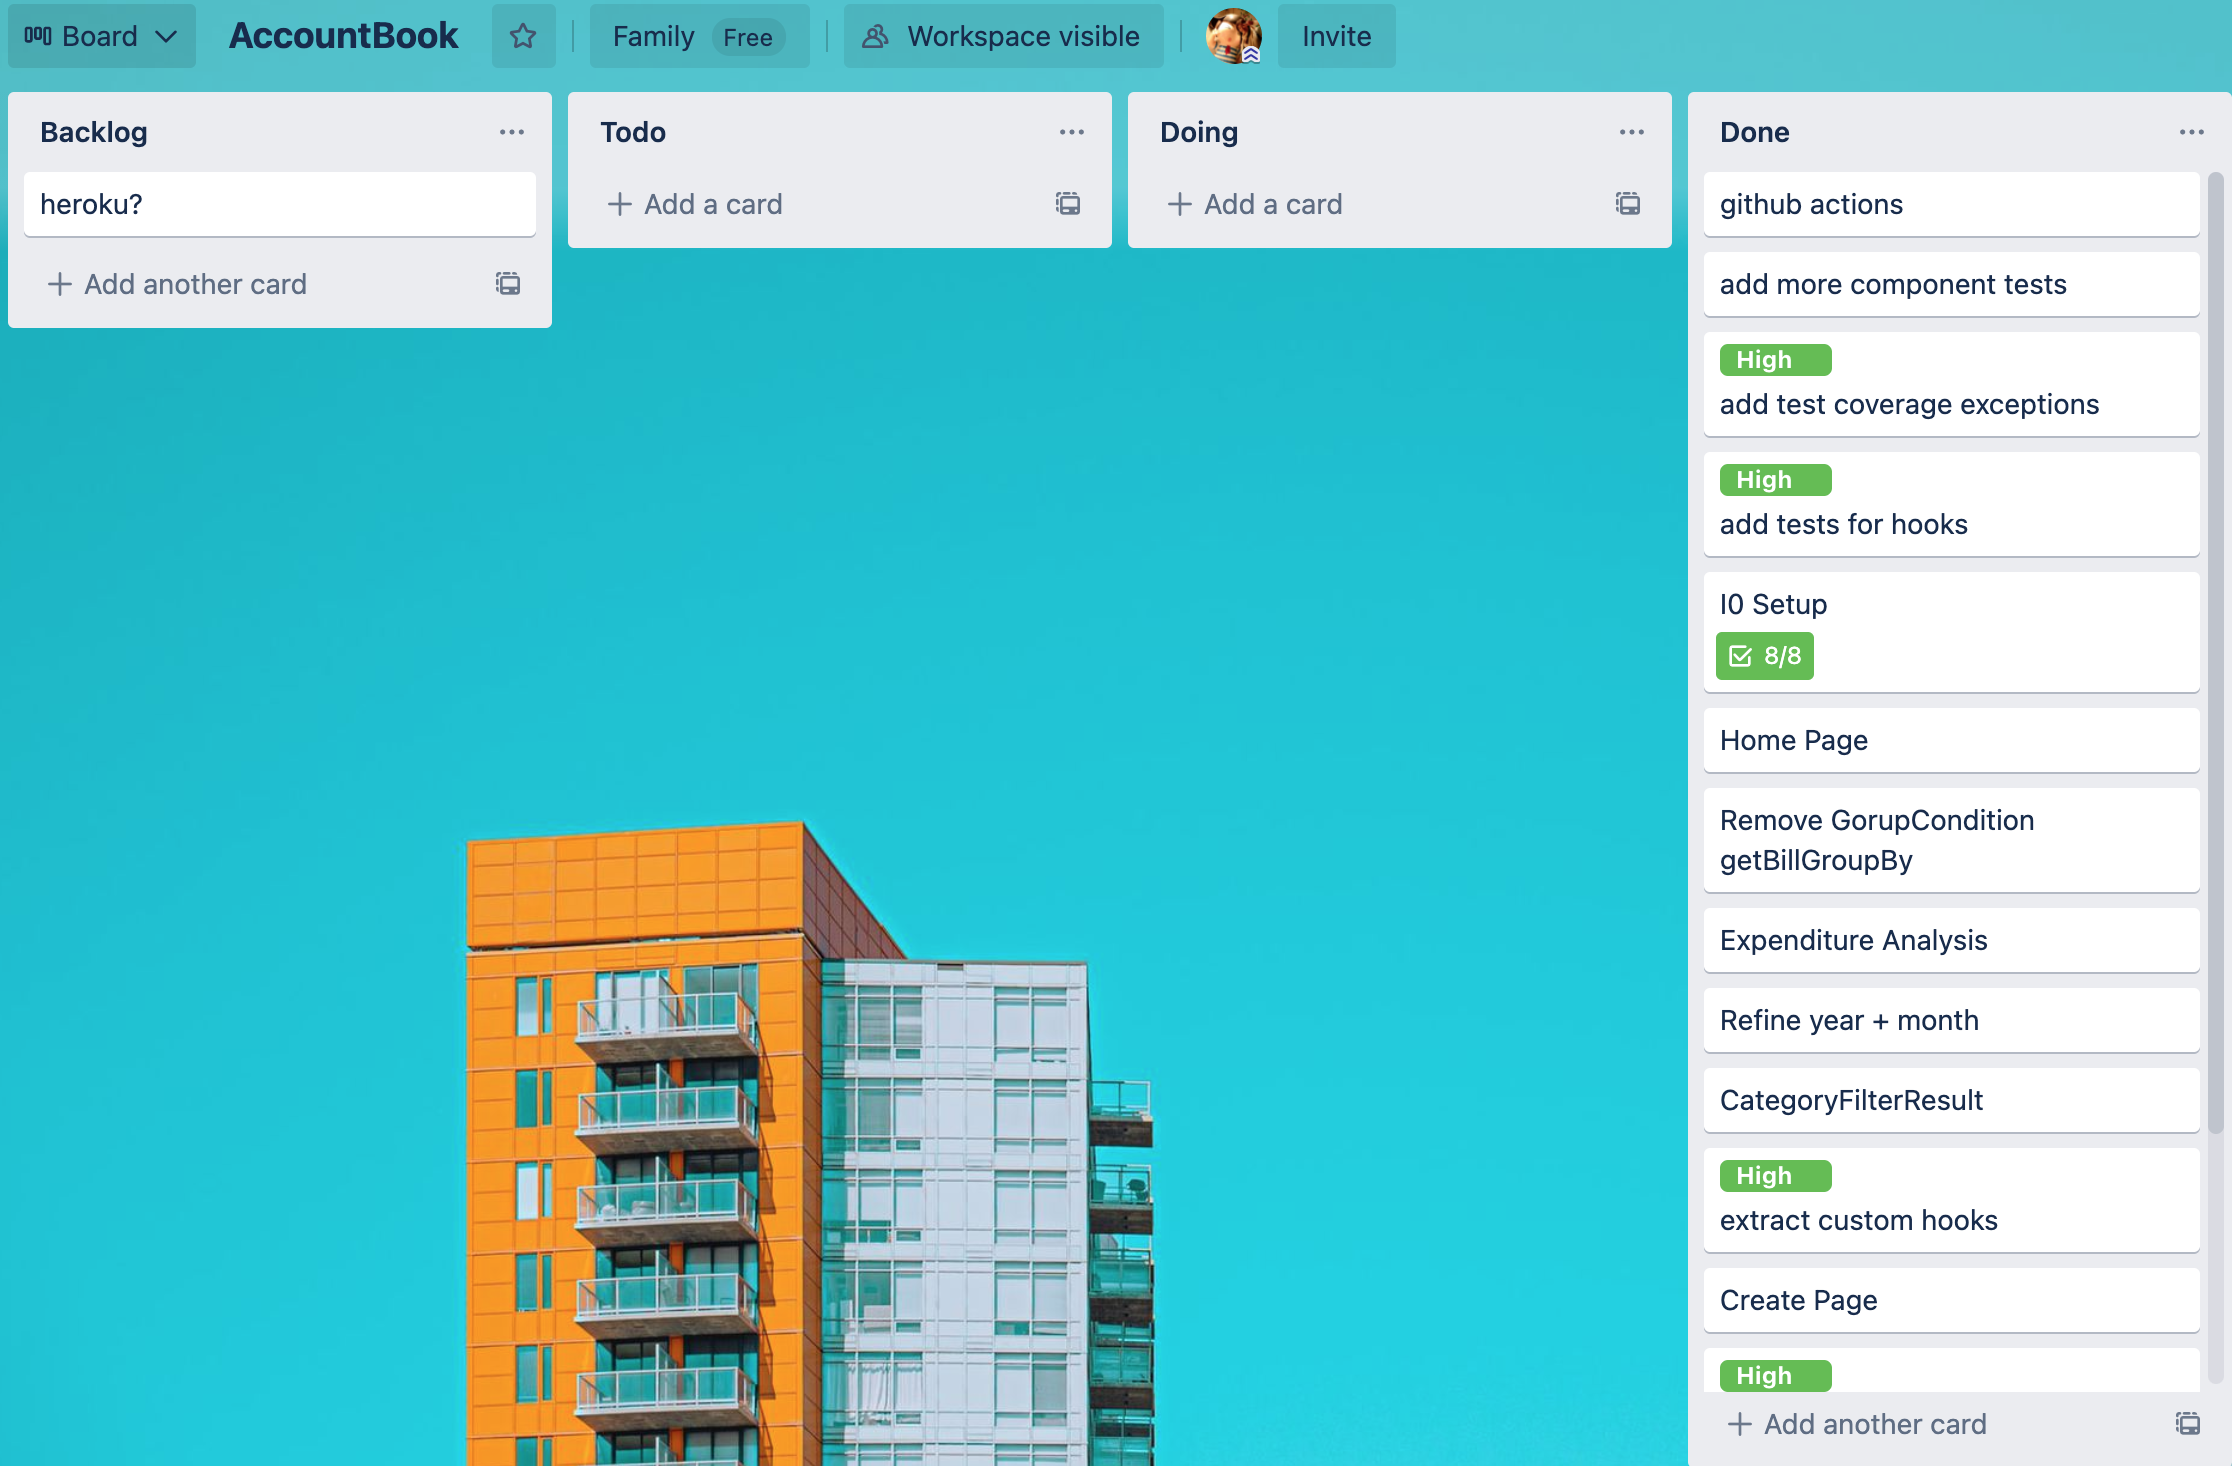 Board
AccountBook
Family Free
Workspace visible
Invite
Backlog
heroku?
Add another card
Todo
Add a card
Doing
Add a card
Done
github actions
add more component tests
High
add test coverage exceptions
High
add tests for hooks
I0 Setup
8/8
Home Page
Remove GorupCondition
getBillGroupBy
Expenditure Analysis
Refine year + month
CategoryFilterResult
High
extract custom hooks
Create Page
High
Add another card